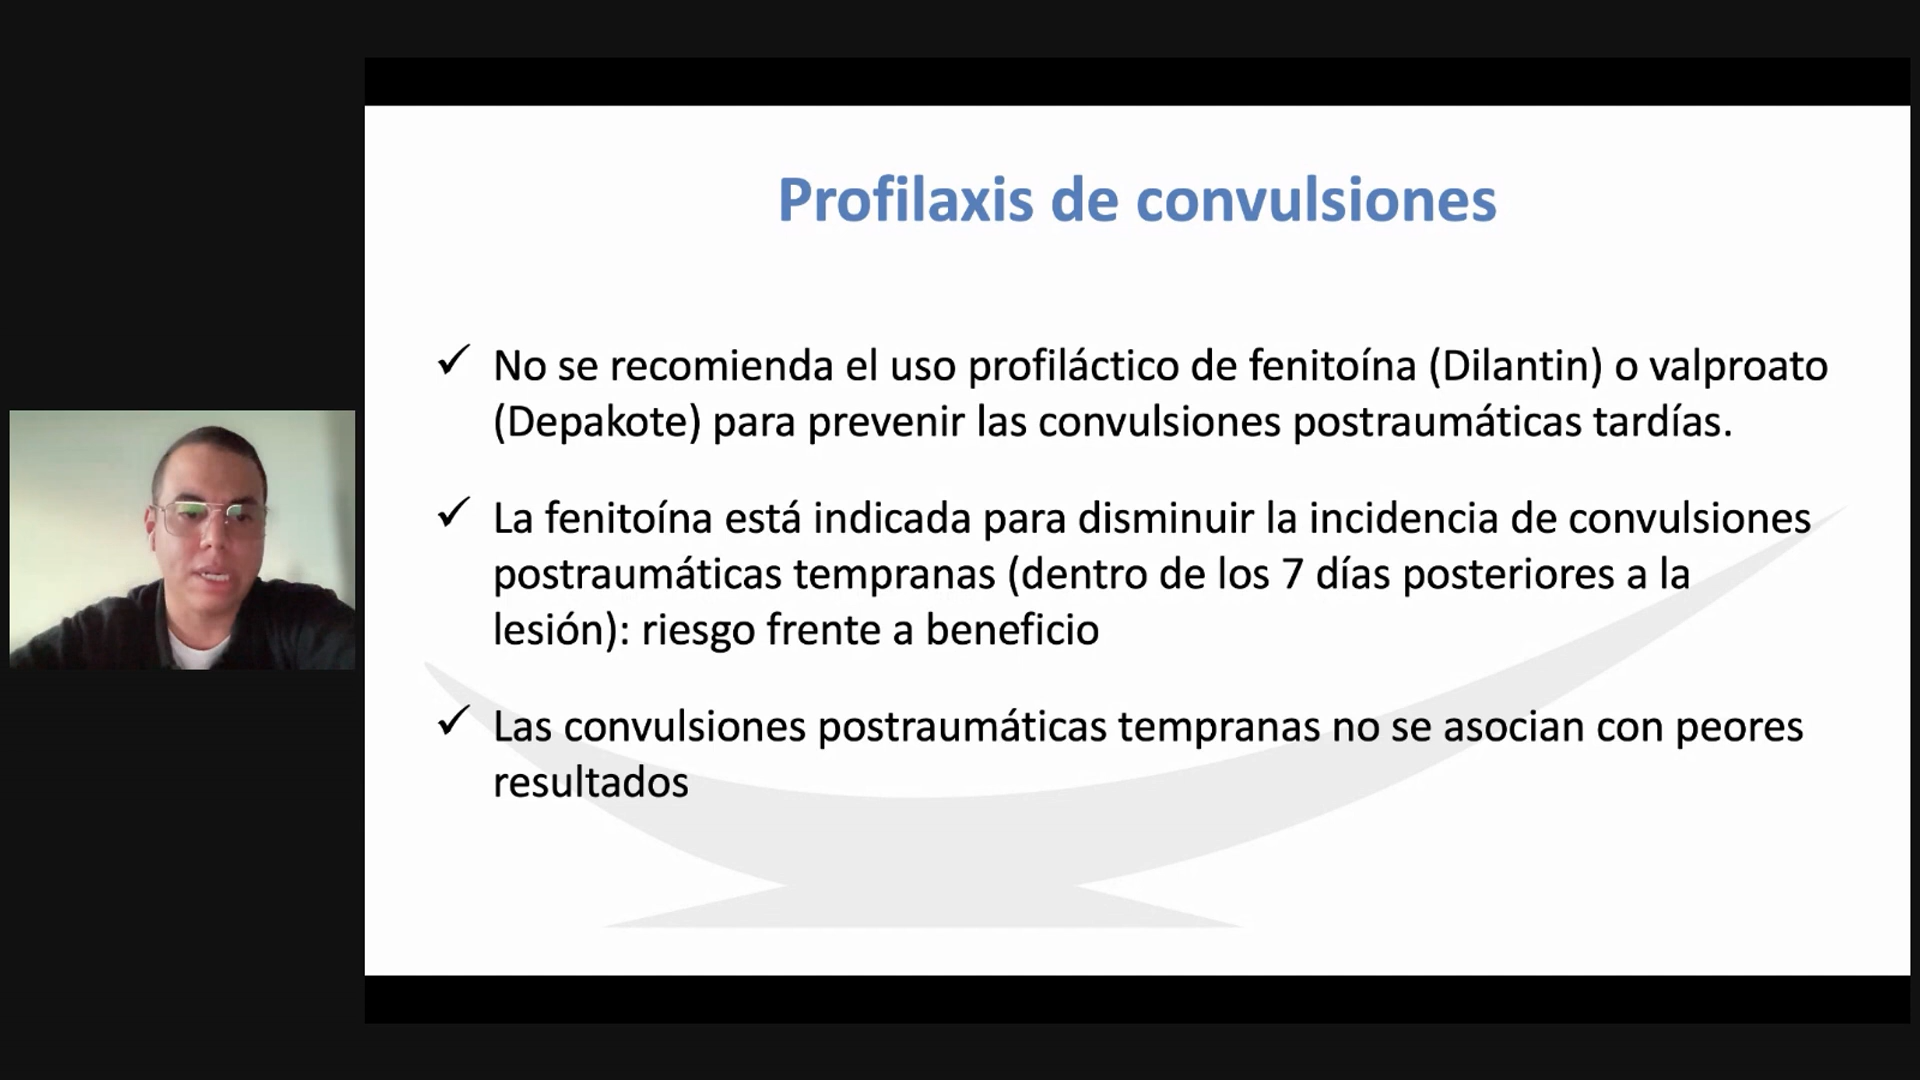 Profilaxis de convulsiones
✓ No se recomienda el uso profiláctico de fenitoína (Dilantin) o valproato
(Depakote) para prevenir las convulsiones postraumáticas tardías.
✓ La fenitoína está indicada para disminuir la incidencia de convulsiones
postraumáticas tempranas (dentro de los 7 días posteriores a la
lesión): riesgo frente a beneficio
✓ Las convulsiones postraumáticas tempranas no se asocian con peores
resultados